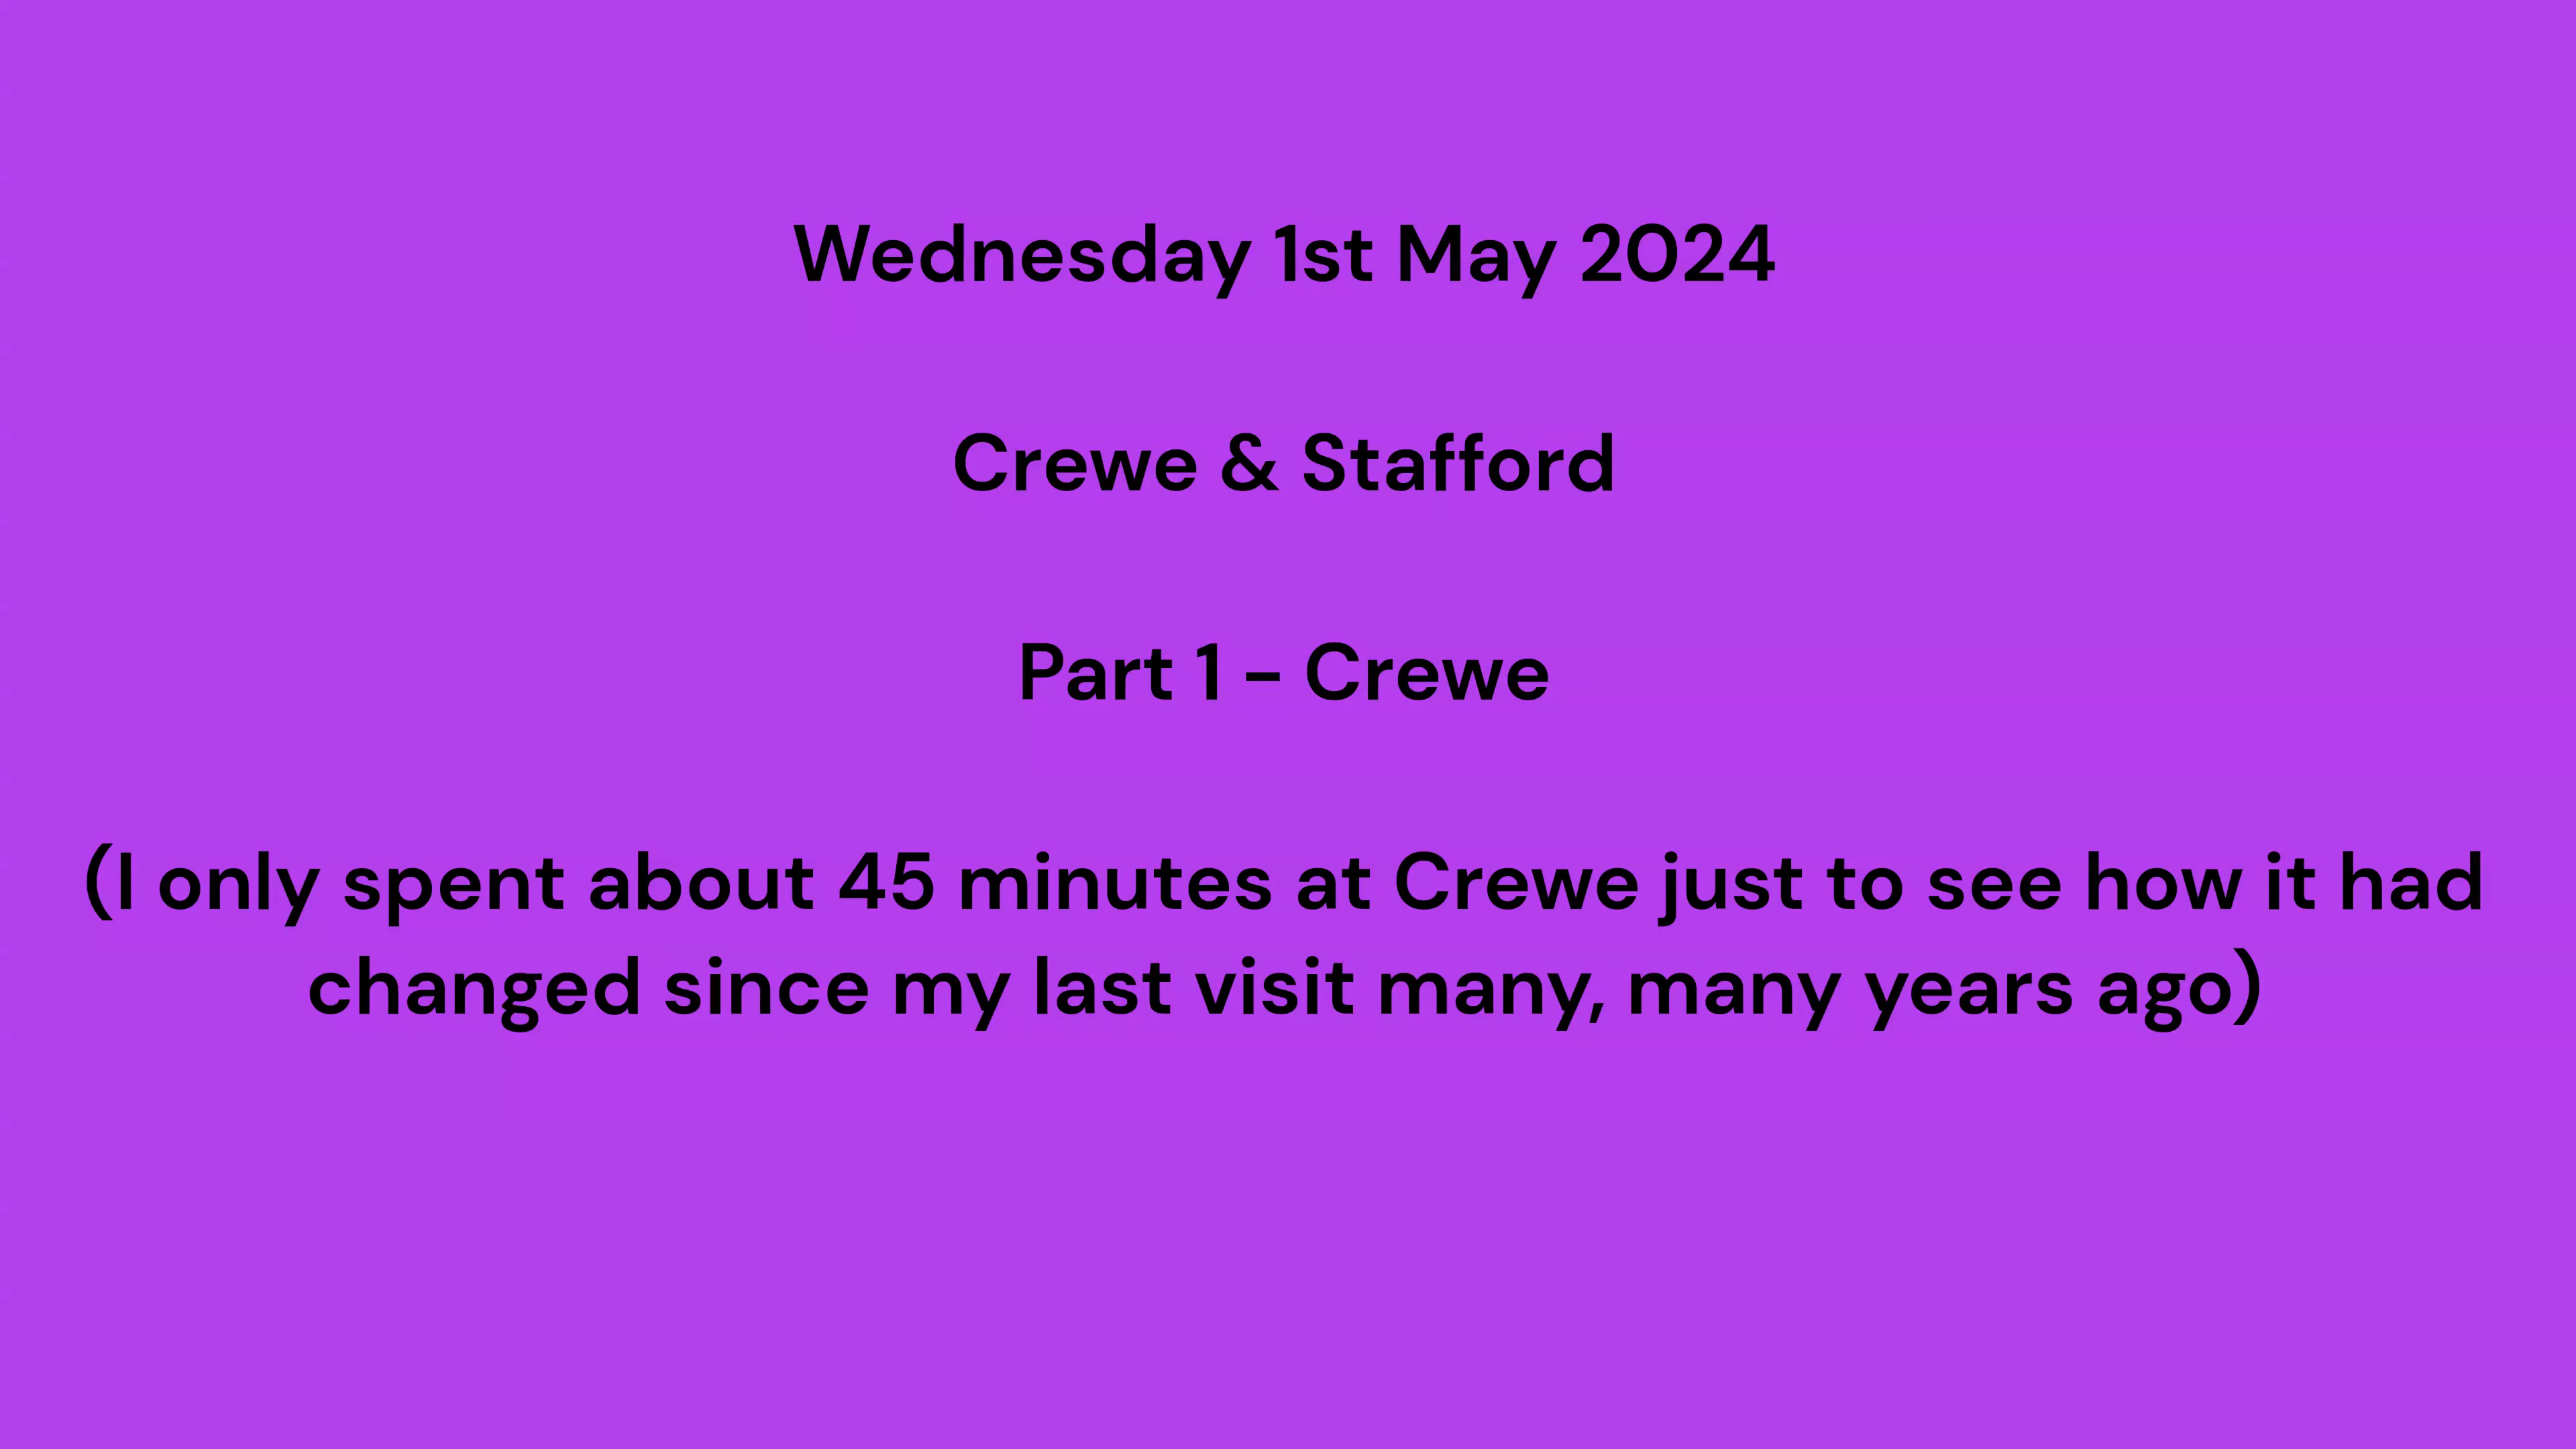 Wednesday 1st May 2024
Crewe & Stafford
Part 1 - Crewe
(I only spent about 45 minutes at Crewe just to see how it had
changed since my last visit many, many years ago)